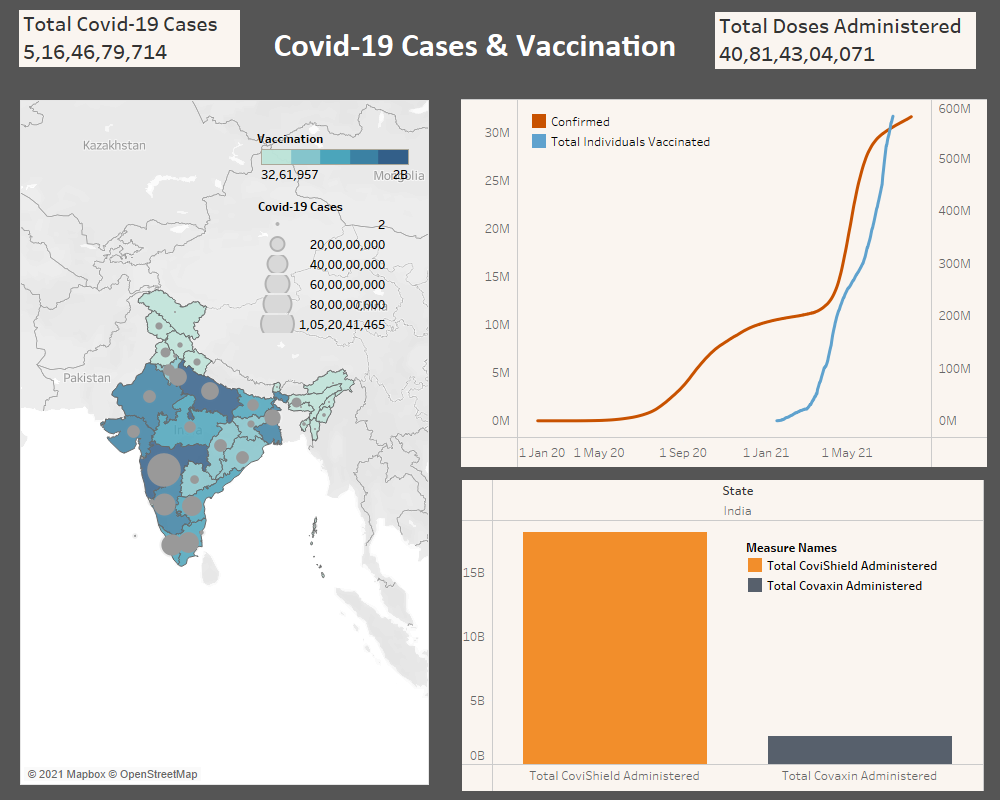 Total Covid-19 Cases
5,16,46,79,714
Covid-19 Cases & Vaccination
Total Doses Administered
40,81,43,04,071
Kazakhstan
Vaccination
32,61,957
2B
Mongolia
Covid-19 Cases
2
20,00,00,000
40,00,00,000
60,00,00,000
80,00,00,000
China
1,05,20,41,465
Pakistan
India
© 2021 Mapbox © OpenStreetMap
Confirmed
Total Individuals Vaccinated
30M
25M
20M
15M
10M
5M
0M
600M
500M
400M
300M
200M
100M
0M
1 Jan 20 1 May 20 1 Sep 20 1 Jan 21 1 May 21
State
India
Measure Names
Total CoviShield Administered
Total Covaxin Administered
15B
10B
5B
0B
Total CoviShield Administered Total Covaxin Administered